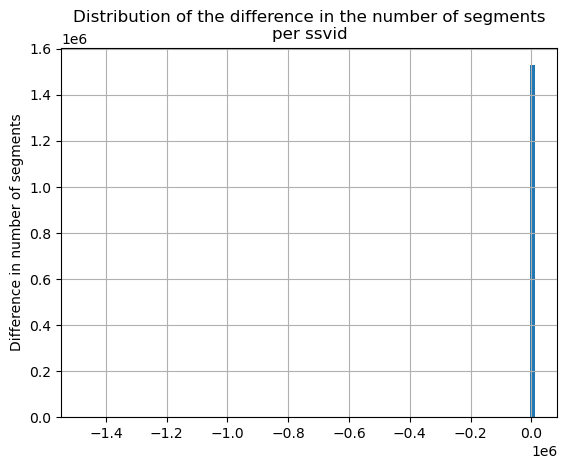 Distribution of the difference in the number of segments
per ssvid
1e6
1.6
1.4
1.2
1.0
0.8
0.6
0.4
0.2
0.0
Difference in number of segments
−1.4 −1.2 −1.0 −0.8 −0.6 −0.4 −0.2 0.0
1e6